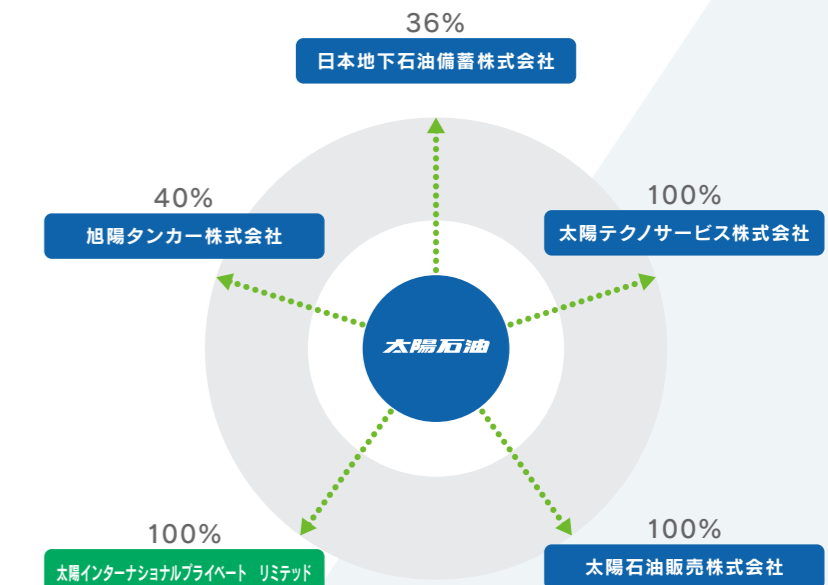 36%
日本地下石油備蓄株式会社
40%
旭陽タンカー株式会社
100%
太陽テクノサービス株式会社
太陽石油
100%
太陽インターナショナルプライベート リミテッド
100%
太陽石油販売株式会社